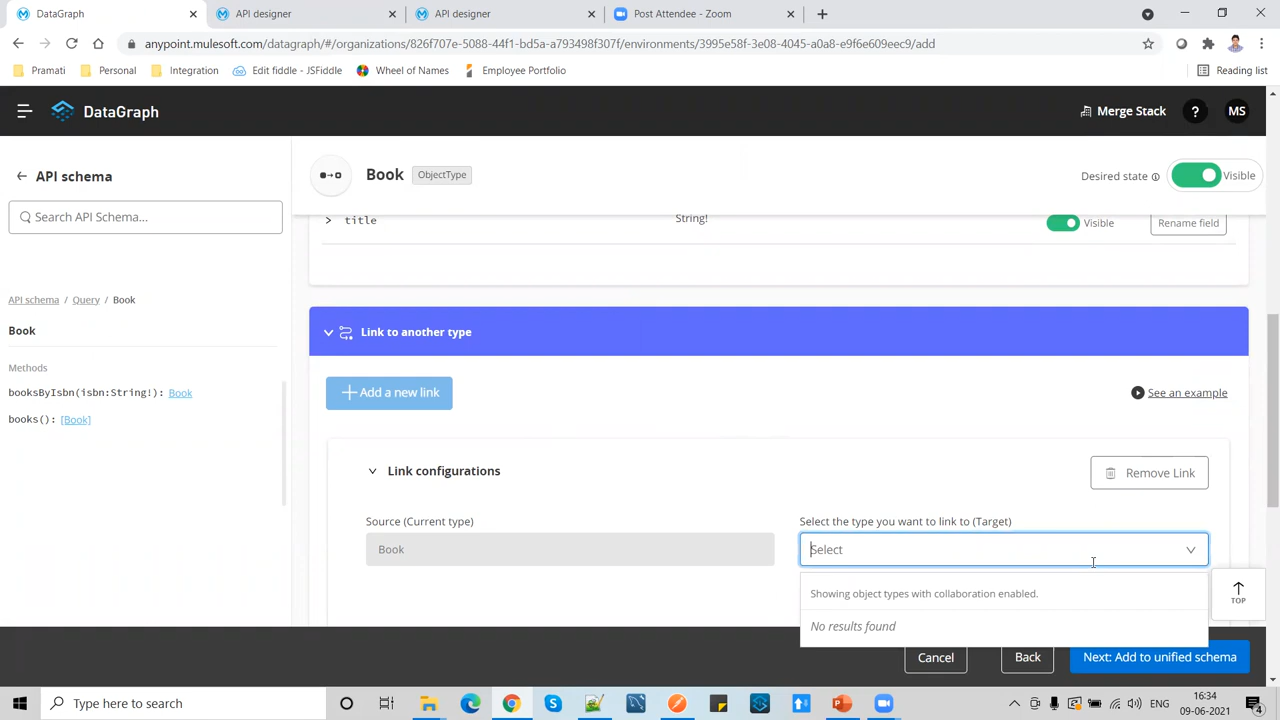 DataGraph
API designer
API designer
Post Attendee - Zoom
anypoint.mulesoft.com/datagraph/#/organizations/826f707e-5088-44f1-bd5a-a793498f307f/environments/3995e58f-3e08-4045-a0a8-e9f6e609eec9/add
Pramati
Personal
Integration
Edit fiddle - JSFiddle
Wheel of Names
Employee Portfolio
Reading list
DataGraph
Merge Stack
?
MS
API schema
Search API Schema...
API schema / Query / Book
Book
Methods
booksByIsbn(isbn:String!): Book
books(): [Book]
Book
ObjectType
Desired state
Visible
title
String!
Visible
Rename field
Link to another type
Add a new link
See an example
Link configurations
Remove Link
Source (Current type)
Book
Select the type you want to link to (Target)
Select
Showing object types with collaboration enabled.
No results found
TOP
Cancel
Back
Next: Add to unified schema
Type here to search
ENG
16:34
09-06-2021
4